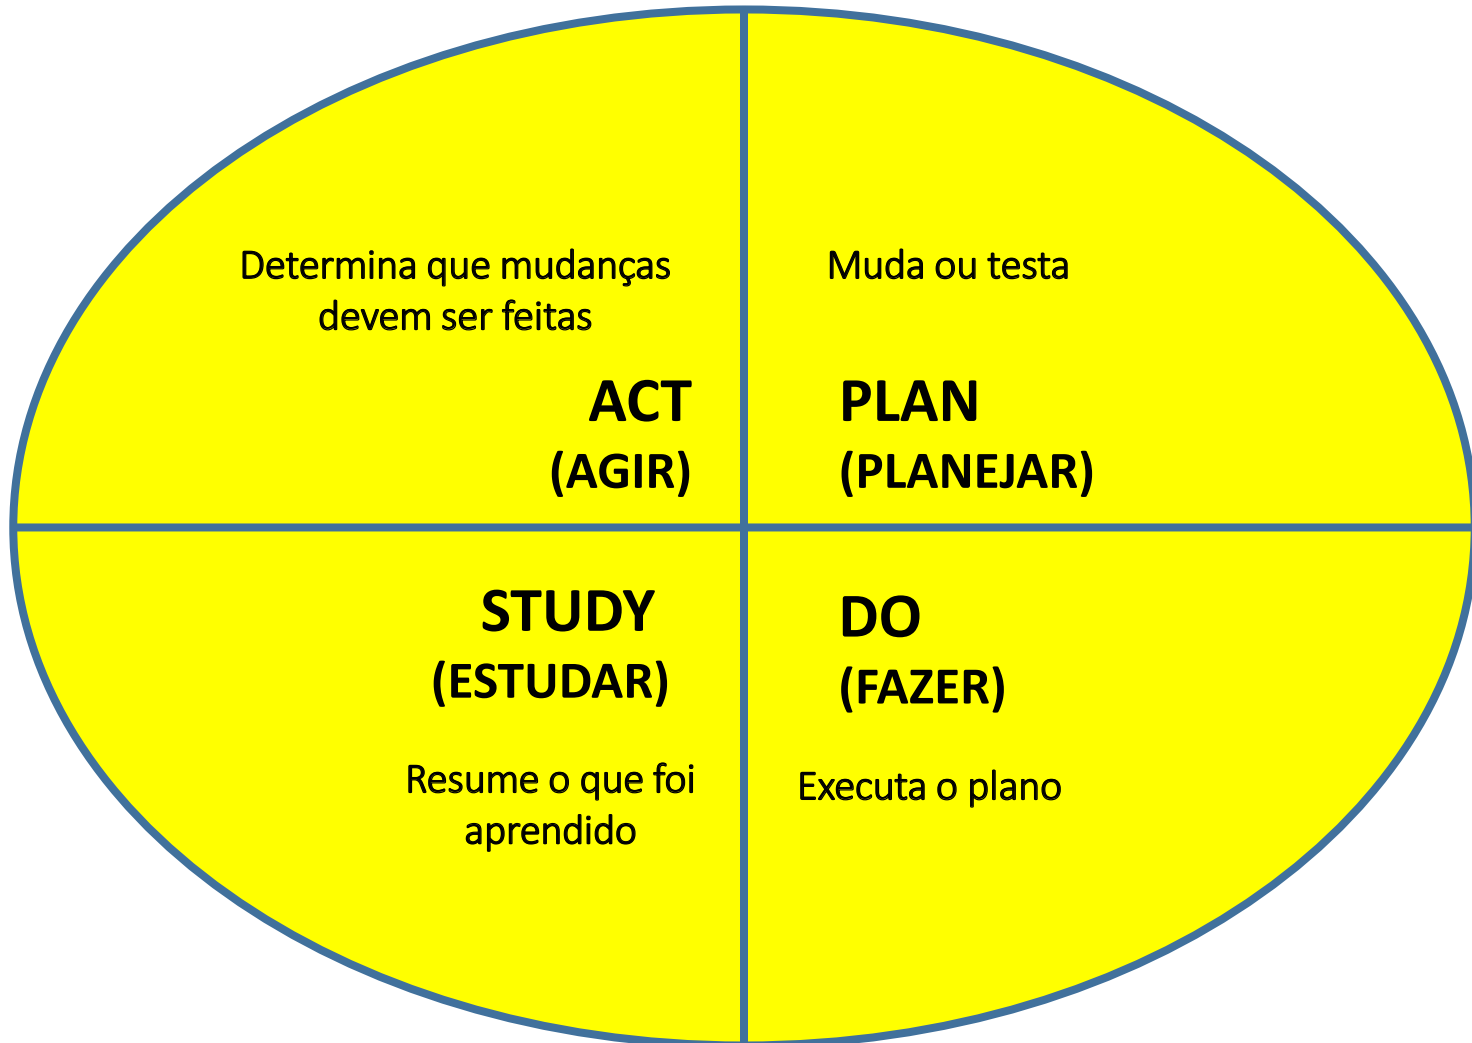 Determina que mudanças
devem ser feitas
ACT
(AGIR)
Muda ou testa
PLAN
(PLANEJAR)
STUDY
(ESTUDAR)
Resume o que foi
aprendido
DO
(FAZER)
Executa o plano